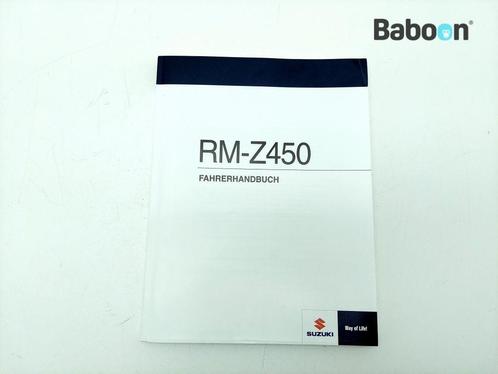 Baboon
RM-Z450
FAHRERHANDBUCH
SUZUKI
Way of Life!